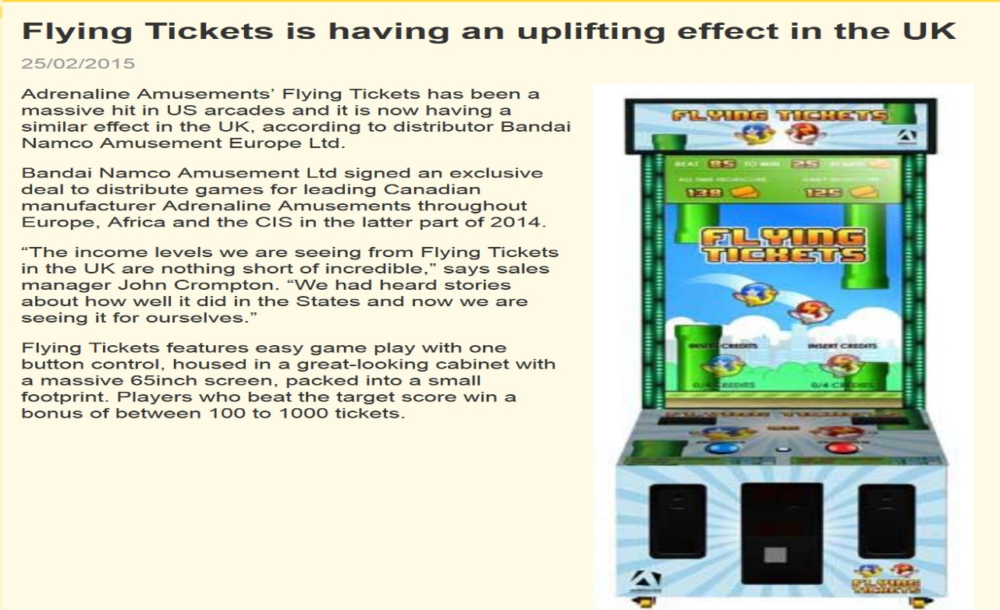 Flying Tickets is having an uplifting effect in the UK
25/02/2015
Adrenaline Amusements’ Flying Tickets has been a
massive hit in US arcades and it is now having a
similar effect in the UK, according to distributor Bandai
Namco Amusement Europe Ltd.
Bandai Namco Amusement Ltd signed an exclusive
deal to distribute games for leading Canadian
manufacturer Adrenaline Amusements throughout
Europe, Africa and the CIS in the latter part of 2014.
“The income levels we are seeing from Flying Tickets
in the UK are nothing short of incredible,” says sales
manager John Crompton. “We had heard stories
about how well it did in the States and now we are
seeing it for ourselves.”
Flying Tickets features easy game play with one
button control, housed in a great-looking cabinet with
a massive 65inch screen, packed into a small
footprint. Players who beat the target score win a
bonus of between 100 to 1000 tickets.
FLYING TICKETS
BEAT 85 TO WIN 25
138 125
FLYING
TICKETS
INSERT CREDITS INSERT CREDITS
0/4 CREDITS 0/4 CREDITS
FLYING TICKETS
FLYING
TICKETS